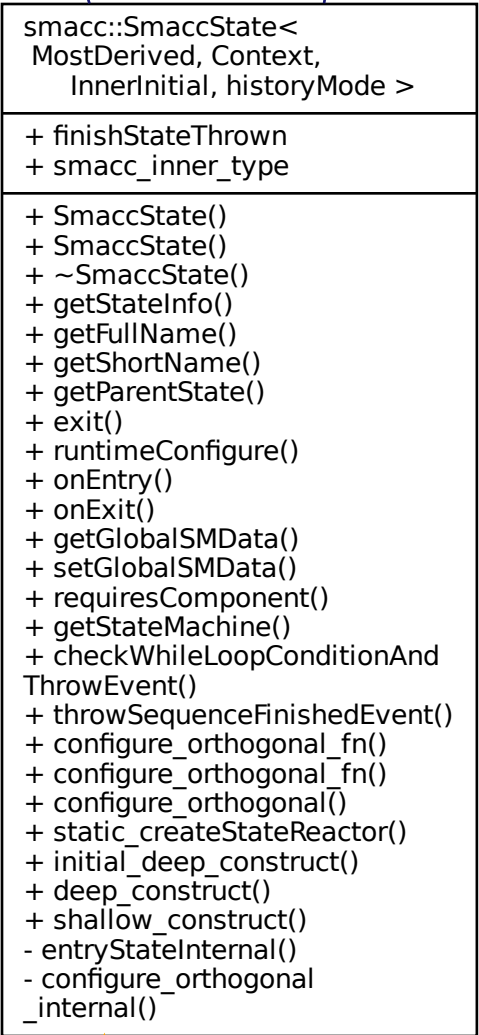 smacc::SmaccState<
MostDerived, Context,
InnerInitial, historyMode >
+ finishStateThrown
+ smacc_inner_type
+ SmaccState()
+ SmaccState()
+ ~SmaccState()
+ getStateInfo()
+ getFullName()
+ getShortName()
+ getParentState()
+ exit()
+ runtimeConfigure()
+ onEntry()
+ onExit()
+ getGlobalSMData()
+ setGlobalSMData()
+ requiresComponent()
+ getStateMachine()
+ checkWhileLoopConditionAnd
ThrowEvent()
+ throwSequenceFinishedEvent()
+ configure_orthogonal_fn()
+ configure_orthogonal_fn()
+ configure_orthogonal()
+ static_createStateReactor()
+ initial_deep_construct()
+ deep_construct()
+ shallow_construct()
- entryStateInternal()
- configure_orthogonal
_internal()